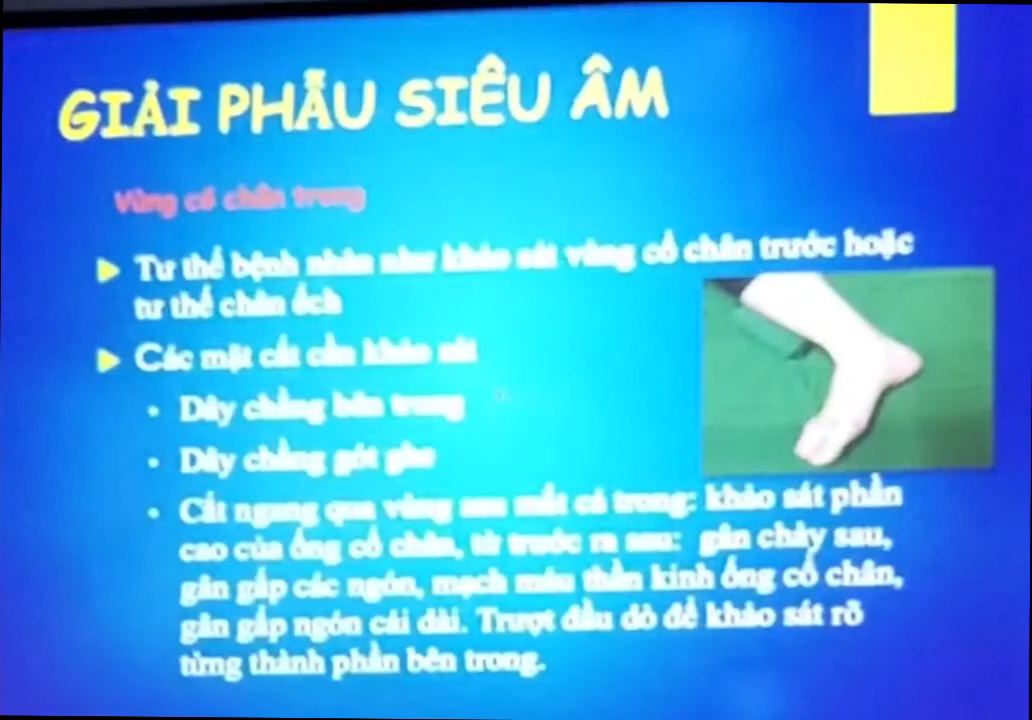 GIẢI PHẪU SIÊU ÂM
Vùng cổ chân trong
Tư thế bệnh nhân như khảo sát vùng cổ chân trước hoặc
tư thế chân ếch
Các mặt cắt cần khảo sát
Dây chằng bên trong
Dây chằng gót ghe
Cắt ngang qua vùng sau mắt cá trong: khảo sát phần
cao của ống cổ chân, từ trước ra sau: gân chày sau,
gân gấp các ngón, mạch máu thần kinh ống cổ chân,
gân gấp ngón cái dài. Trượt đầu dò để khảo sát rõ
từng thành phần bên trong.